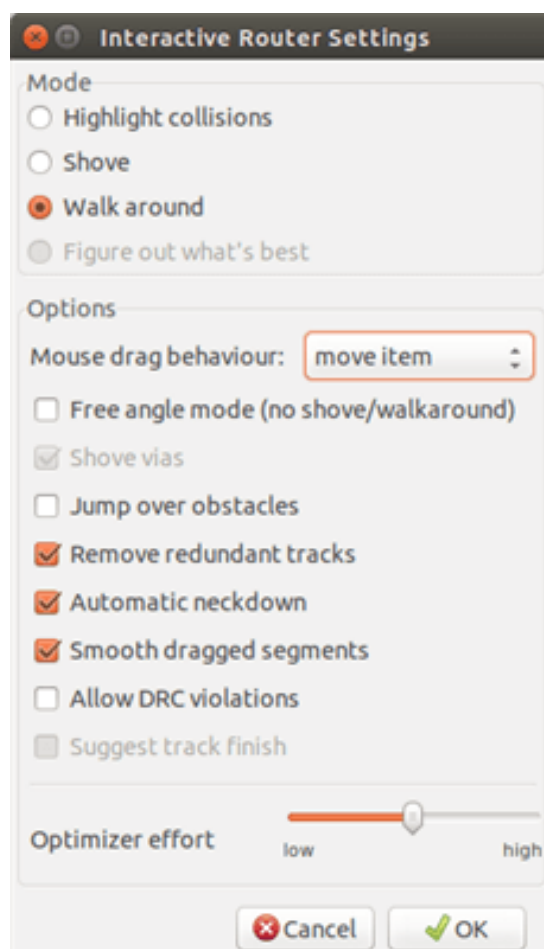 Interactive Router Settings
Mode
Highlight collisions
Shove
Walk around
Figure out what's best
Options
Mouse drag behaviour: move item
Free angle mode (no shove/walkaround)
Shove vias
Jump over obstacles
Remove redundant tracks
Automatic neckdown
Smooth dragged segments
Allow DRC violations
Suggest track finish
Optimizer effort
low high
Cancel OK